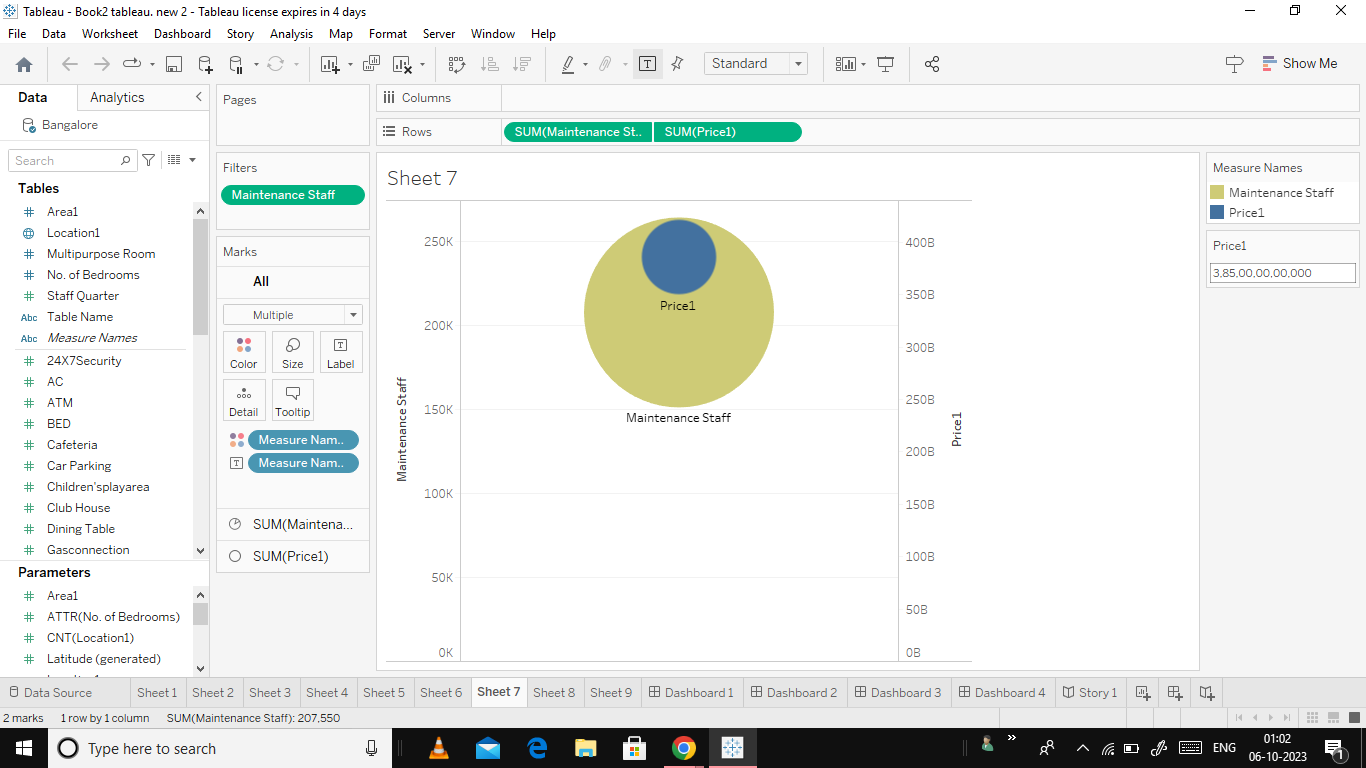 Tableau - Book2 tableau. new 2 - Tableau license expires in 4 days
File Data Worksheet Dashboard Story Analysis Map Format Server Window Help
Standard
Show Me
Data Analytics
Bangalore
Search
Tables
Area1
Location1
Multipurpose Room
No. of Bedrooms
Staff Quarter
Abc Table Name
Abc Measure Names
24X7Security
AC
ATM
BED
Cafeteria
Car Parking
Children'splayarea
Club House
Dining Table
Gasconnection
Parameters
Area1
ATTR(No. of Bedrooms)
CNT(Location1)
Latitude (generated)
Pages
Filters
Maintenance Staff
Marks
All
Multiple
Color Size Label
Detail Tooltip
Measure Nam..
Measure Nam..
SUM(Maintena...
SUM(Price1)
Columns
Rows SUM(Maintenance St.. SUM(Price1)
Sheet 7
Maintenance Staff
250K
200K
150K
100K
50K
0K
Price1
Maintenance Staff
400B
350B
300B
250B
200B
150B
100B
50B
0B
Price1
Measure Names
Maintenance Staff
Price1
Price1
3,85,00,00,00,000
Data Source Sheet 1 Sheet 2 Sheet 3 Sheet 4 Sheet 5 Sheet 6 Sheet 7 Sheet 8 Sheet 9 Dashboard 1 Dashboard 2 Dashboard 3 Dashboard 4 Story 1
2 marks 1 row by 1 column SUM(Maintenance Staff): 207,550
Type here to search
ENG
01:02
06-10-2023
1